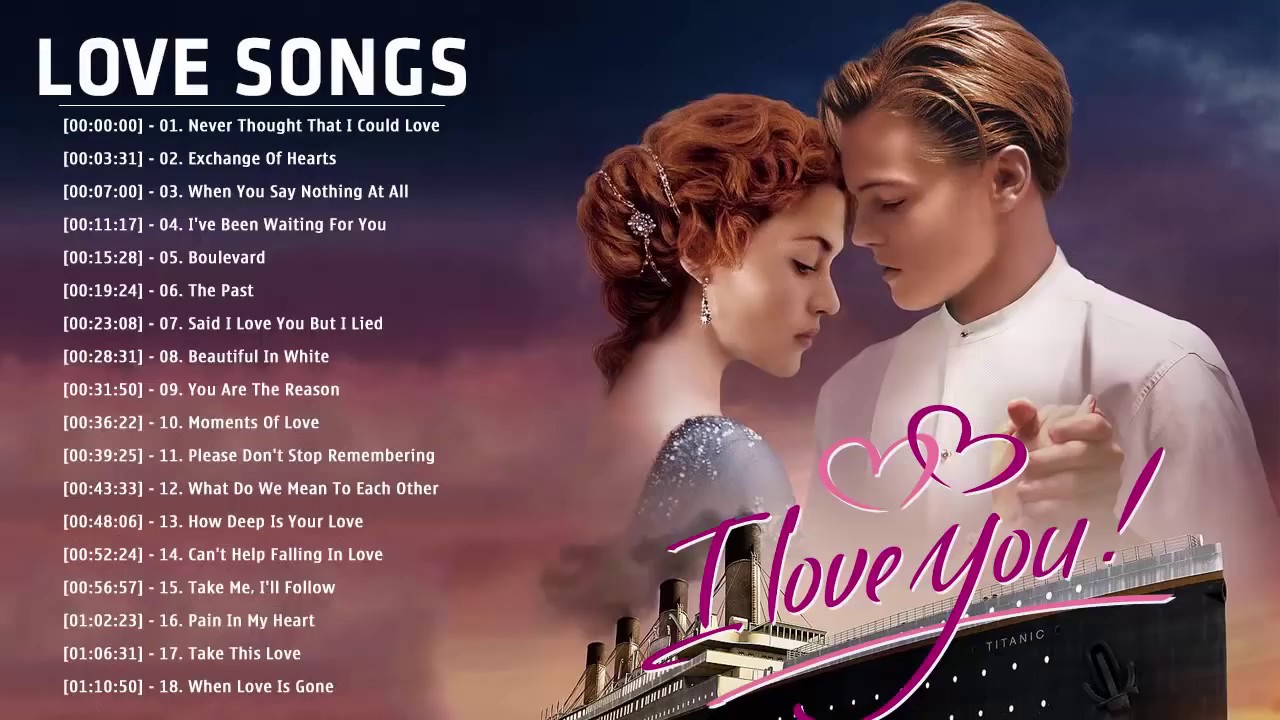 LOVE SONGS
[00:00:00] - 01. Never Thought That I Could Love
[00:03:31] - 02. Exchange Of Hearts
[00:07:00] - 03. When You Say Nothing At All
[00:11:17] - 04. I've Been Waiting For You
[00:15:28] - 05. Boulevard
[00:19:24] - 06. The Past
[00:23:08] - 07. Said I Love You But I Lied
[00:28:31] - 08. Beautiful In White
[00:31:50] - 09. You Are The Reason
[00:36:22] - 10. Moments Of Love
[00:39:25] - 11. Please Don't Stop Remembering
[00:43:33] - 12. What Do We Mean To Each Other
[00:48:06] - 13. How Deep Is Your Love
[00:52:24] - 14. Can't Help Falling In Love
[00:56:57] - 15. Take Me, I'll Follow
[01:02:23] - 16. Pain In My Heart
[01:06:31] - 17. Take This Love
[01:10:50] - 18. When Love Is Gone
I love you!
TITANIC